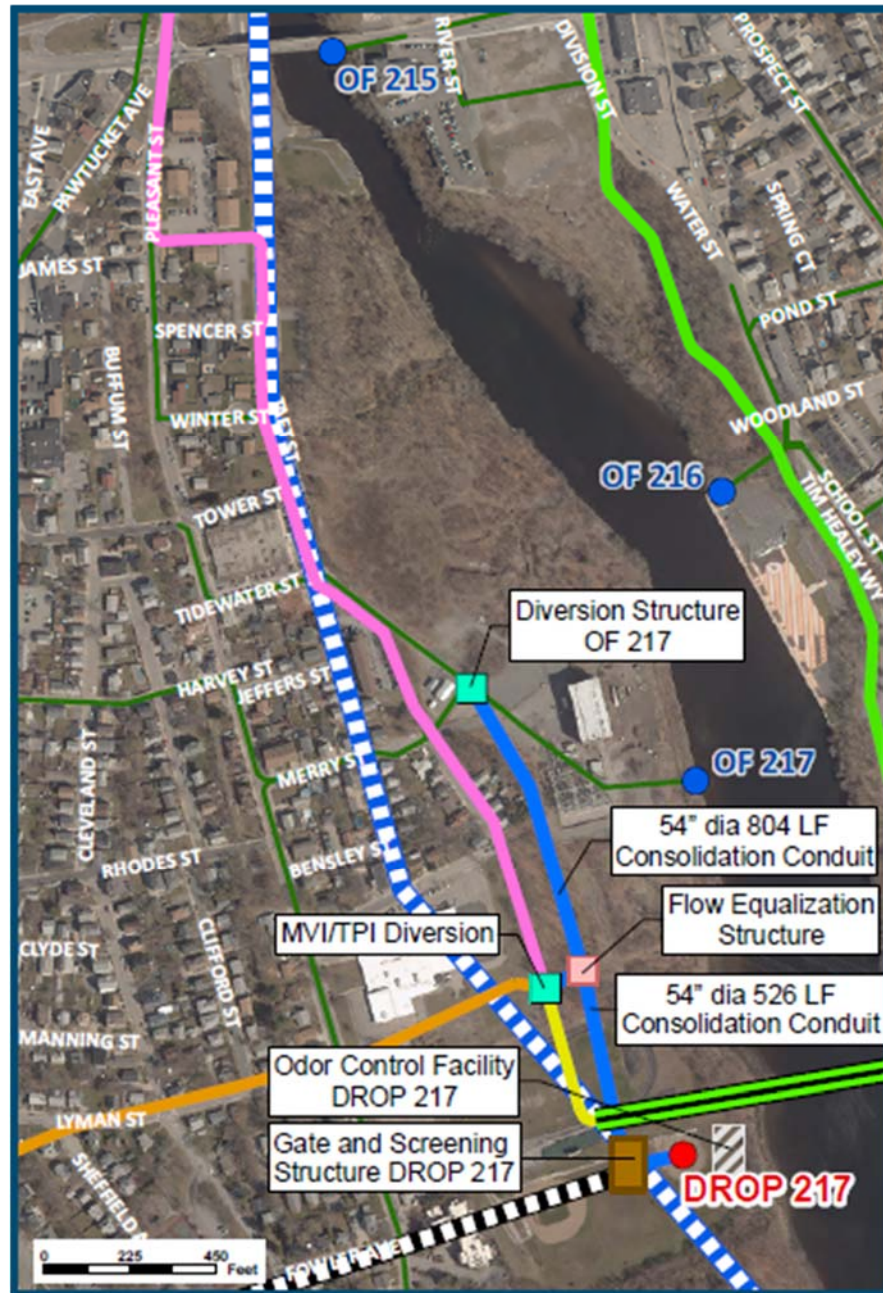 OF 215
RIVER ST
DIVISION ST
PROSPECT ST
EAST AVE
PAWTUCKET AVE
PLEASANT ST
WATER ST
SPRING CT
JAMES ST
POND ST
SPENCER ST
BUFFUM ST
WINTER ST
TAFT ST
WOODLAND ST
OF 216
SCHOOL ST
TIM HEALEY WY
TOWER ST
TIDEWATER ST
Diversion Structure
OF 217
HARVEY ST
JEFFERS ST
MERRY ST
OF 217
CLEVELAND ST
54" dia 804 LF
Consolidation Conduit
RHODES ST
BENSLEY ST
Flow Equalization
Structure
MVI/TPI Diversion
CLYDE ST
CLIFFORD ST
54" dia 526 LF
Consolidation Conduit
MANNING ST
Odor Control Facility
DROP 217
LYMAN ST
Gate and Screening
Structure DROP 217
DROP 217
SHEFFIELD A
FOWLER AVE
0 225 450
Feet